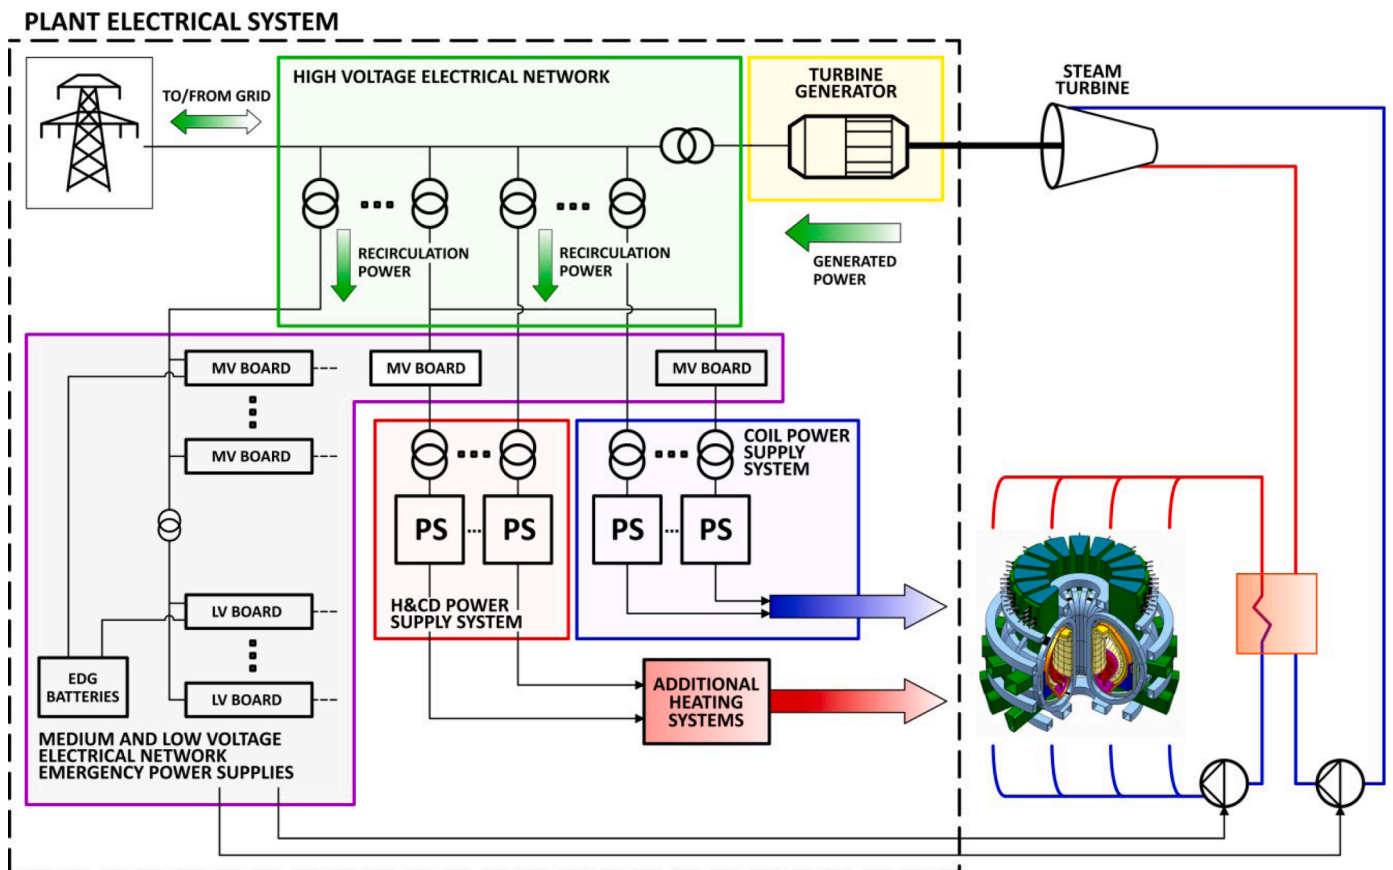 PLANT ELECTRICAL SYSTEM
TO/FROM GRID
HIGH VOLTAGE ELECTRICAL NETWORK
TURBINE
GENERATOR
STEAM
TURBINE
RECIRCULATION
POWER
RECIRCULATION
POWER
GENERATED
POWER
MV BOARD
MV BOARD
MV BOARD
MV BOARD
COIL POWER
SUPPLY
SYSTEM
PS
PS
PS
PS
LV BOARD
H&CD POWER
SUPPLY SYSTEM
EDG
BATTERIES
LV BOARD
ADDITIONAL
HEATING
SYSTEMS
MEDIUM AND LOW VOLTAGE
ELECTRICAL NETWORK
EMERGENCY POWER SUPPLIES